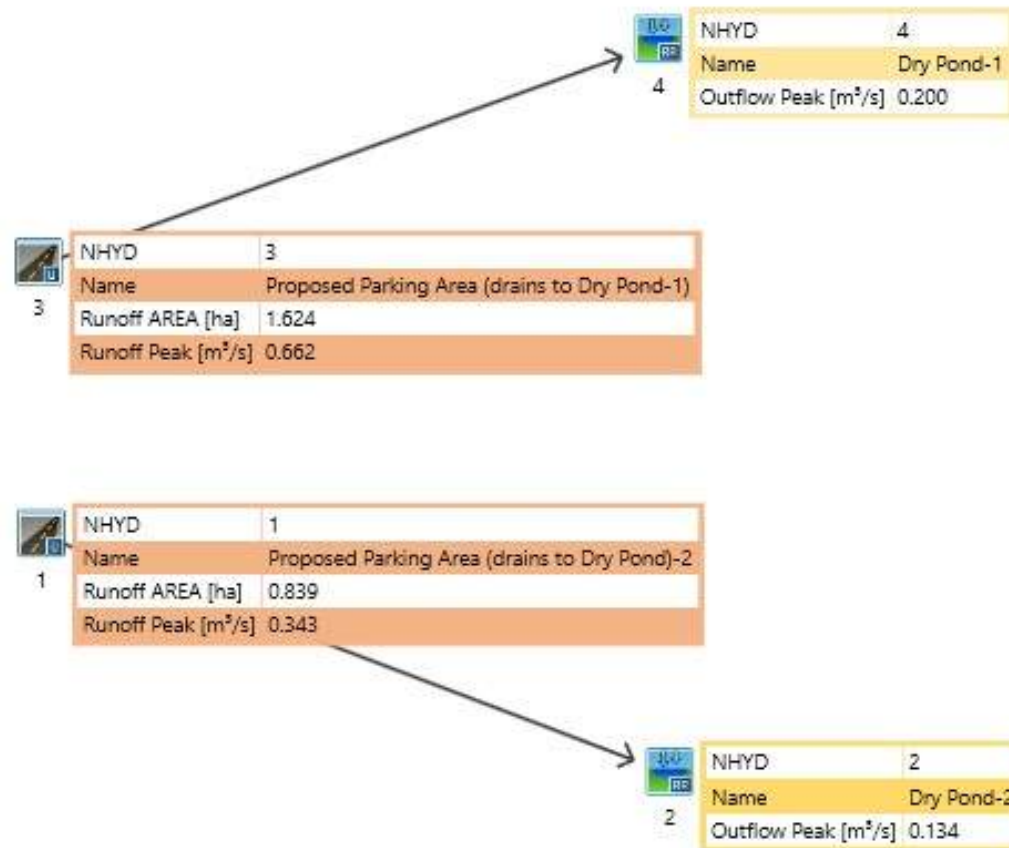 NHYD 4
Name Dry Pond-1
Outflow Peak [m³/s] 0.200
4
NHYD 3
Name Proposed Parking Area (drains to Dry Pond-1)
Runoff AREA [ha] 1.624
Runoff Peak [m³/s] 0.662
3
NHYD 1
Name Proposed Parking Area (drains to Dry Pond)-2
Runoff AREA [ha] 0.839
Runoff Peak [m³/s] 0.343
1
NHYD 2
Name Dry Pond-2
Outflow Peak [m³/s] 0.134
2